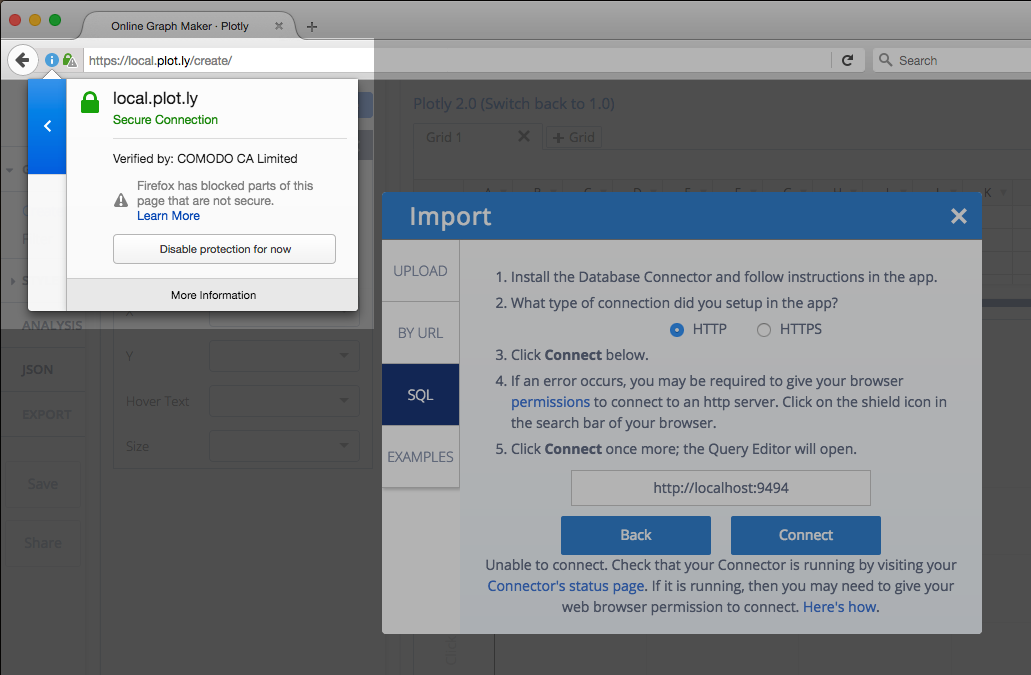 Online Graph Maker · Plotly
https://local.plot.ly/create/
Search
local.plot.ly
Secure Connection
Verified by: COMODO CA Limited
Firefox has blocked parts of this
page that are not secure.
Learn More
Disable protection for now
More Information
Plotly 2.0 (Switch back to 1.0)
Grid 1
+ Grid
K
ANALYSIS
JSON
EXPORT
Save
Share
X
Y
Hover Text
Size
Import
UPLOAD
BY URL
SQL
EXAMPLES
1. Install the Database Connector and follow instructions in the app.
2. What type of connection did you setup in the app?
HTTP HTTPS
3. Click Connect below.
4. If an error occurs, you may be required to give your browser
permissions to connect to an http server. Click on the shield icon in
the search bar of your browser.
5. Click Connect once more; the Query Editor will open.
http://localhost:9494
Back Connect
Unable to connect. Check that your Connector is running by visiting your
Connector's status page. If it is running, then you may need to give your
web browser permission to connect. Here's how.